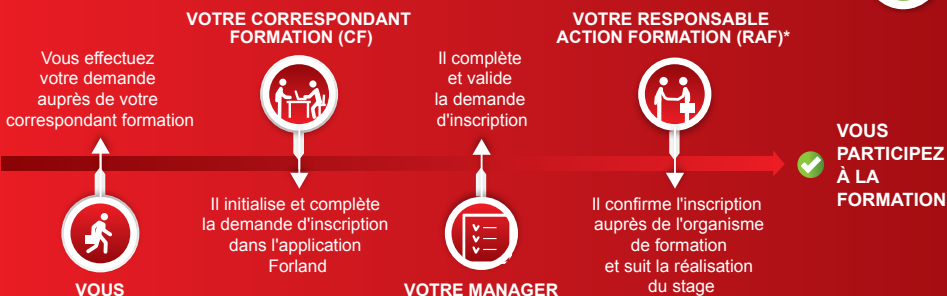 VOUS
Vous effectuez
votre demande
auprès de votre
correspondant formation
VOTRE CORRESPONDANT
FORMATION (CF)
Il initialise et complète
la demande d'inscription
dans l'application
Forland
VOTRE MANAGER
Il complète
et valide
la demande
d'inscription
VOTRE RESPONSABLE
ACTION FORMATION (RAF)*
Il confirme l'inscription
auprès de l'organisme
de formation
et suit la réalisation
du stage
VOUS
PARTICIPEZ
À LA
FORMATION